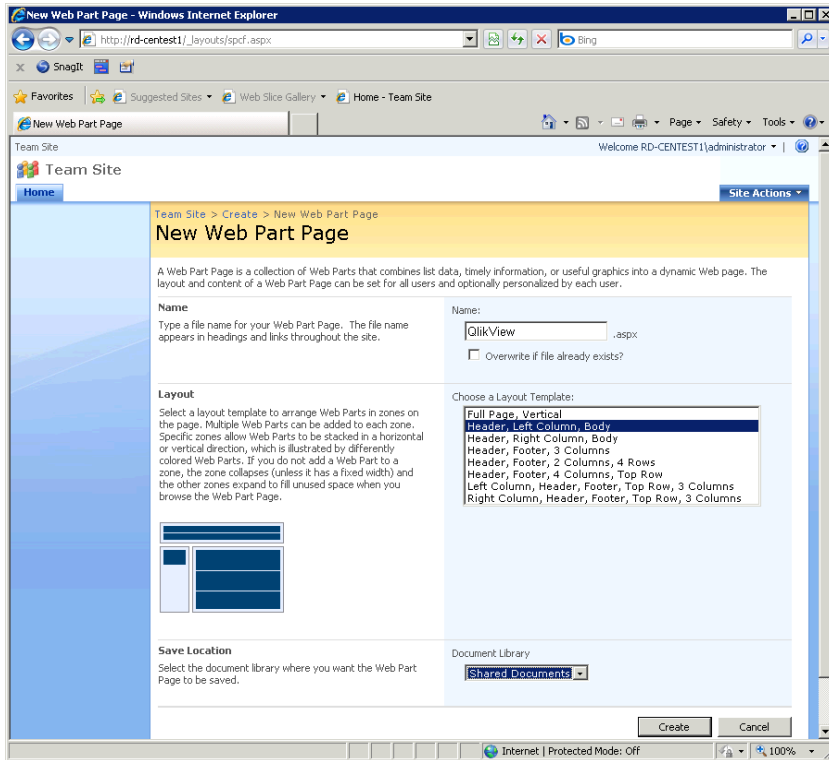 New Web Part Page - Windows Internet Explorer
http://rd-centest1/_layouts/spcf.aspx
Bing
x SnagIt
Favorites Suggested Sites Web Slice Gallery Home - Team Site
New Web Part Page Page Safety Tools
Team Site Welcome RD-CENTEST1\administrator
Team Site
Home Site Actions
Team Site > Create > New Web Part Page
New Web Part Page
A Web Part Page is a collection of Web Parts that combines list data, timely information, or useful graphics into a dynamic Web page. The
layout and content of a Web Part Page can be set for all users and optionally personalized by each user.
Name
Type a file name for your Web Part Page. The file name
appears in headings and links throughout the site.
Name:
QlikView .aspx
Overwrite if file already exists?
Layout
Select a layout template to arrange Web Parts in zones on
the page. Multiple Web Parts can be added to each zone.
Specific zones allow Web Parts to be stacked in a horizontal
or vertical direction, which is illustrated by differently
colored Web Parts. If you do not add a Web Part to a
zone, the zone collapses (unless it has a fixed width) and
the other zones expand to fill unused space when you
browse the Web Part Page.
Choose a Layout Template:
Full Page, Vertical
Header, Left Column, Body
Header, Right Column, Body
Header, Footer, 3 Columns
Header, Footer, 2 Columns, 4 Rows
Header, Footer, 4 Columns, Top Row
Left Column, Header, Footer, Top Row, 3 Columns
Right Column, Header, Footer, Top Row, 3 Columns
Save Location
Select the document library where you want the Web Part
Page to be saved.
Document Library
Shared Documents
Create Cancel
Internet | Protected Mode: Off 100%